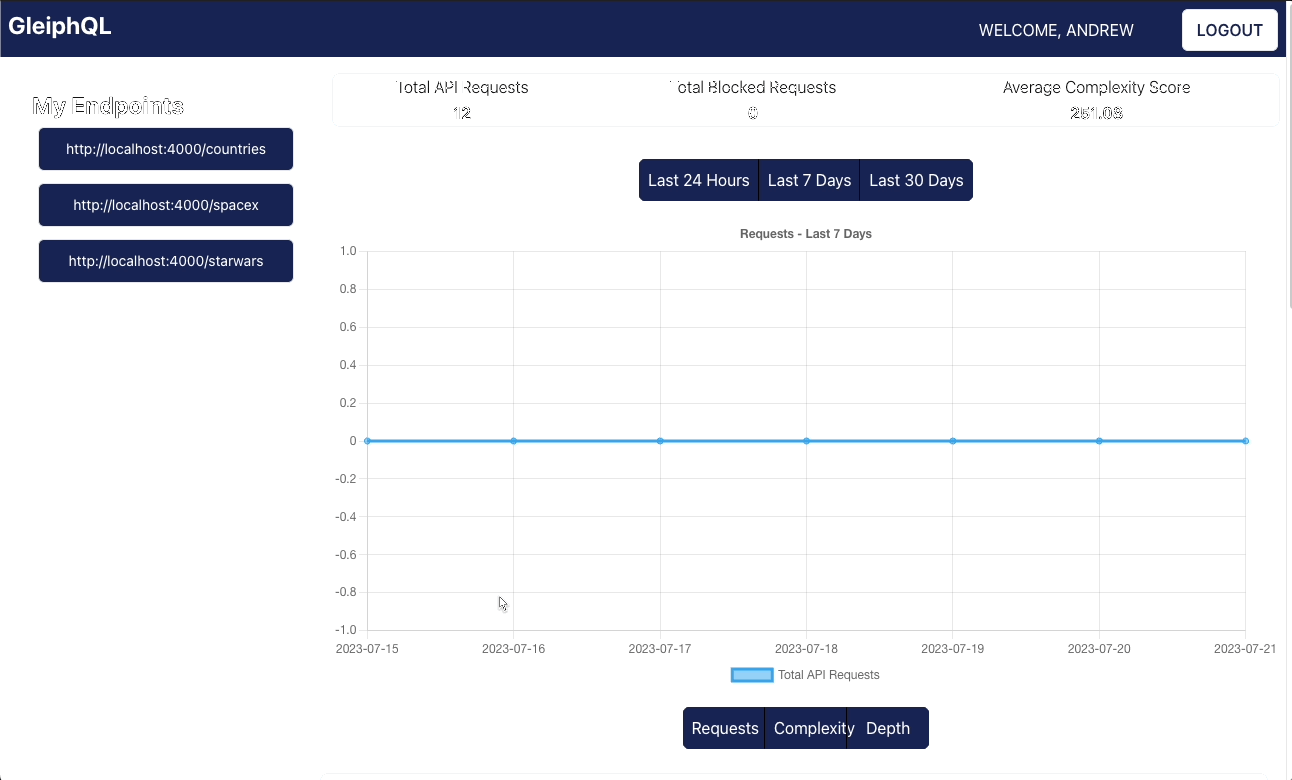 GleiphQL
WELCOME, ANDREW
LOGOUT
My Endpoints
http://localhost:4000/countries
http://localhost:4000/spacex
http://localhost:4000/starwars
Total API Requests
12
Total Blocked Requests
0
Average Complexity Score
251.08
Last 24 Hours
Last 7 Days
Last 30 Days
Requests - Last 7 Days
1.0
0.8
0.6
0.4
0.2
0
-0.2
-0.4
-0.6
-0.8
-1.0
2023-07-15
2023-07-16
2023-07-17
2023-07-18
2023-07-19
2023-07-20
2023-07-21
Total API Requests
Requests
Complexity
Depth